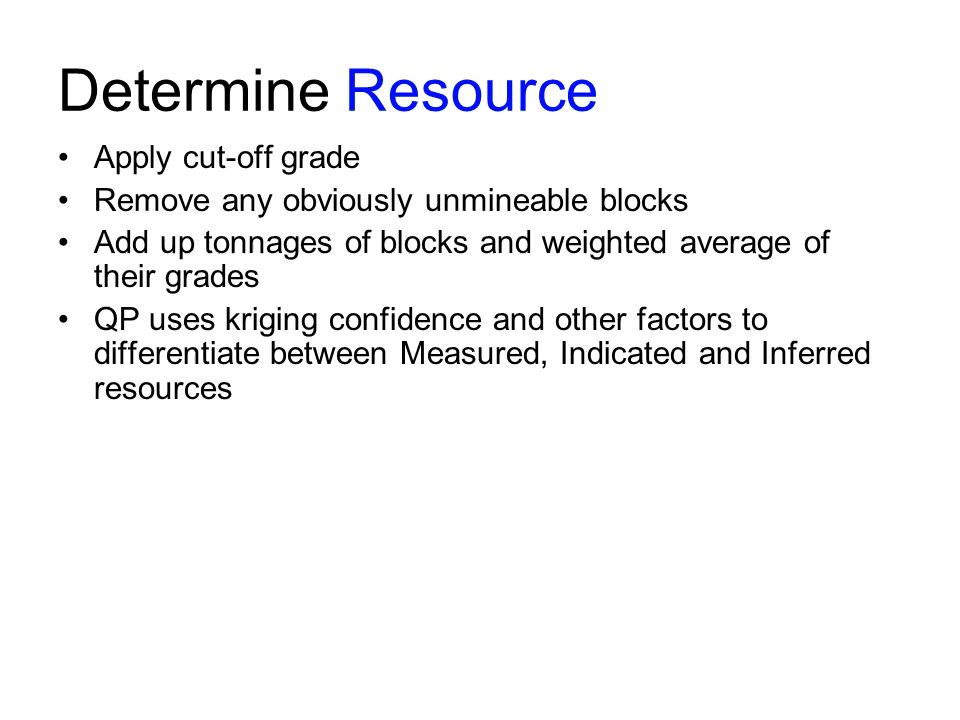 Determine Resource
• Apply cut-off grade
• Remove any obviously unmineable blocks
• Add up tonnages of blocks and weighted average of
their grades
• QP uses kriging confidence and other factors to
differentiate between Measured, Indicated and Inferred
resources